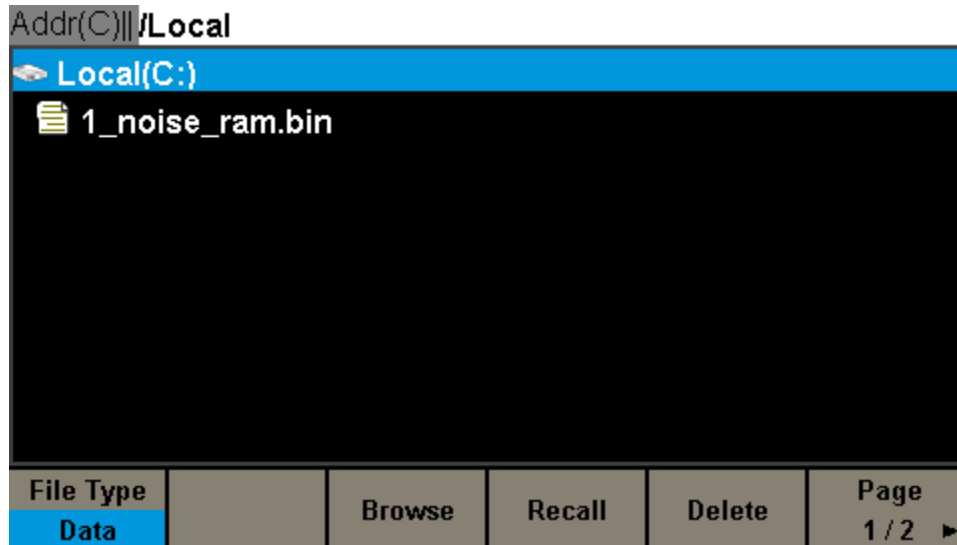 Addr(C)|| /Local
Local(C:)
1_noise_ram.bin
File Type
Data
Browse
Recall
Delete
Page
1 / 2